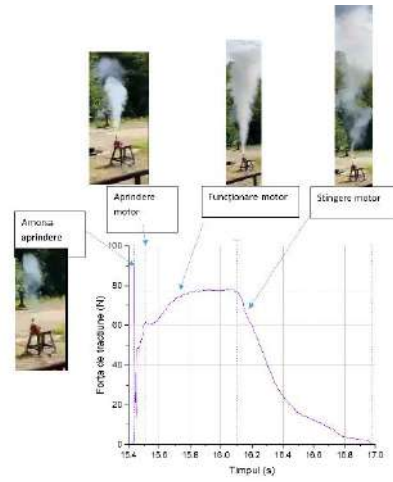 Aprindere
motor
Funcționare motor
Stingere motor
Amorsa
aprindere
Forța de tracțiune (N)
100
80
60
40
20
0
15.4
15.6
15.8
16.0
16.2
16.4
16.6
16.8
17.0
Timpul (s)